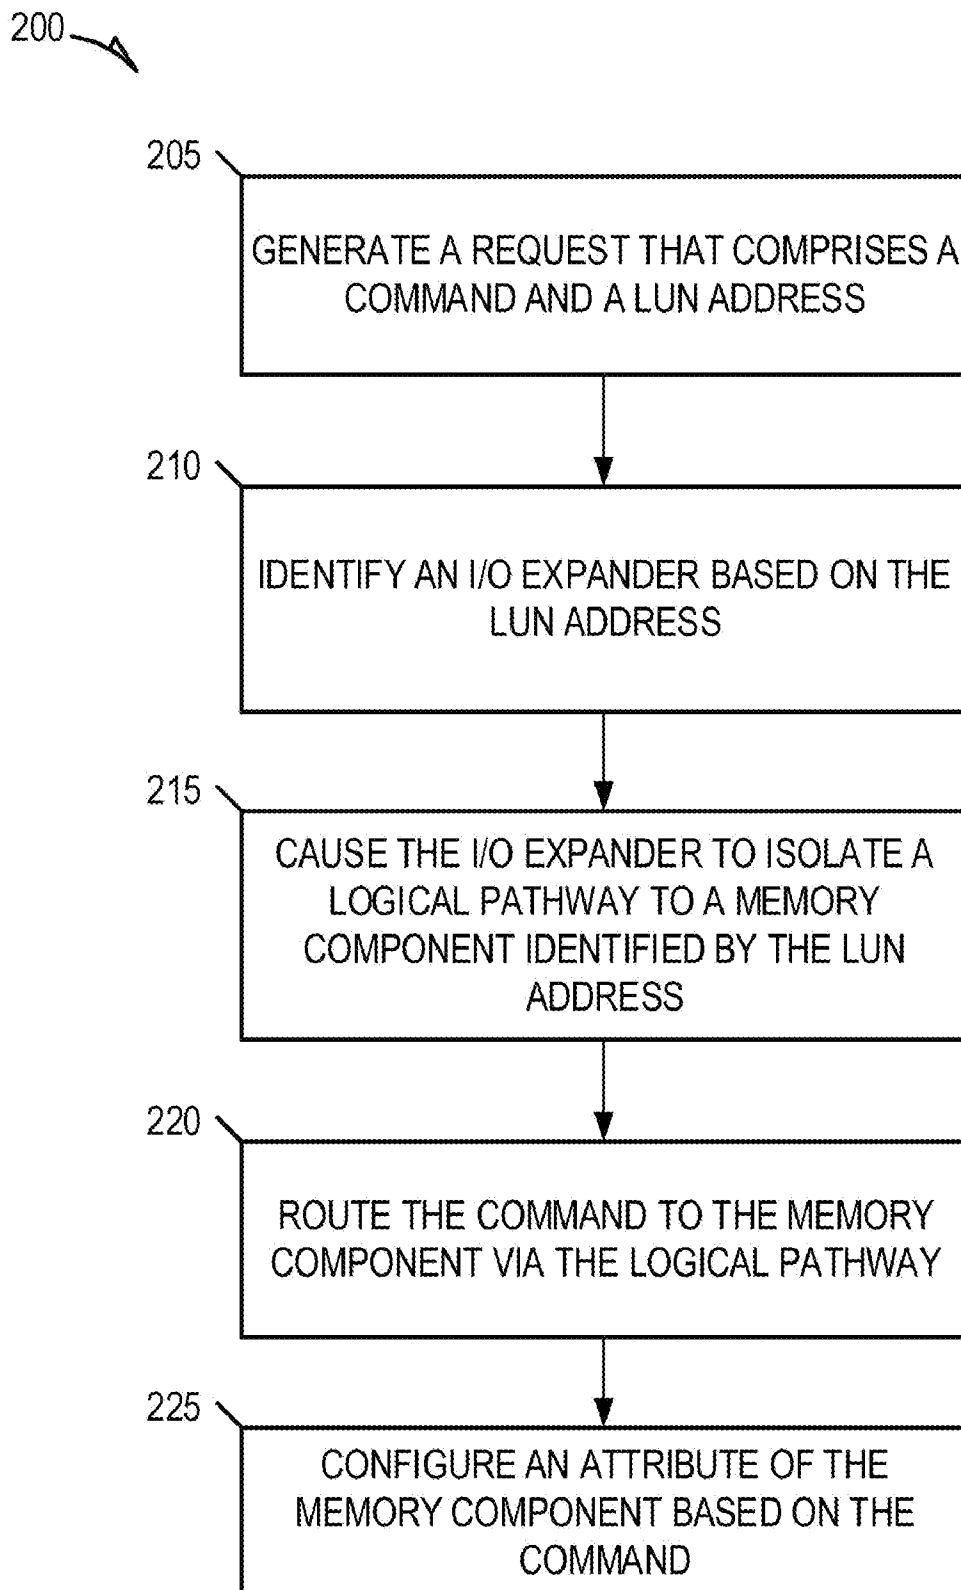 200
205
GENERATE A REQUEST THAT COMPRISES A
COMMAND AND A LUN ADDRESS
210
IDENTIFY AN I/O EXPANDER BASED ON THE
LUN ADDRESS
215
CAUSE THE I/O EXPANDER TO ISOLATE A
LOGICAL PATHWAY TO A MEMORY
COMPONENT IDENTIFIED BY THE LUN
ADDRESS
220
ROUTE THE COMMAND TO THE MEMORY
COMPONENT VIA THE LOGICAL PATHWAY
225
CONFIGURE AN ATTRIBUTE OF THE
MEMORY COMPONENT BASED ON THE
COMMAND